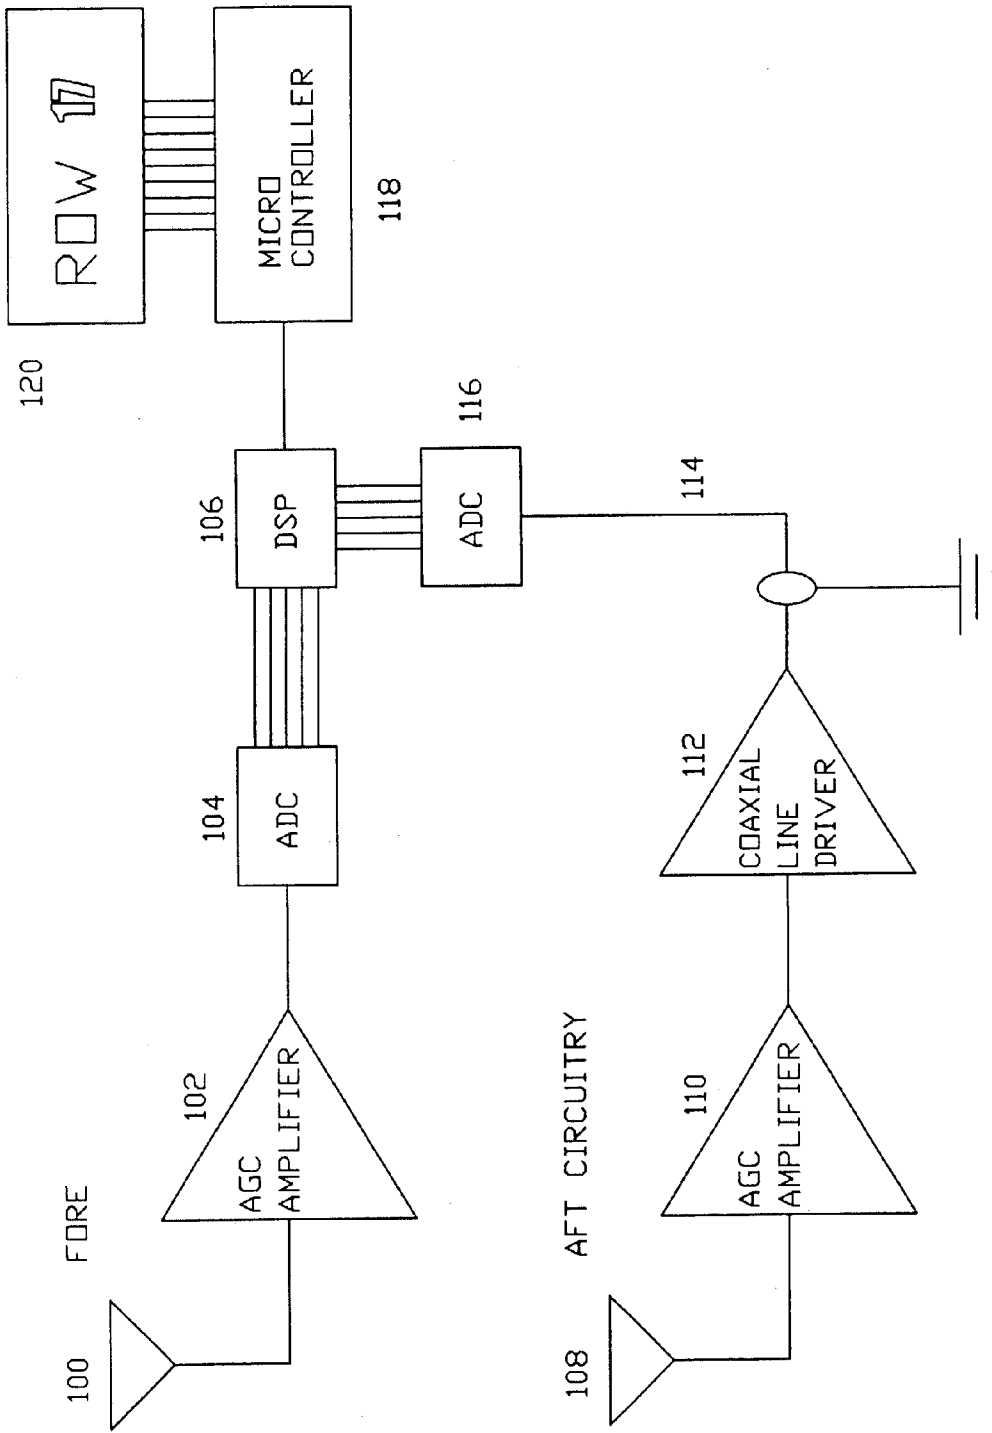 100
FORE
102
AGC
AMPLIFIER
104
ADC
106
DSP
120
ROW 17
MICRO
CONTROLLER
118
ADC
116
108
AFT CIRCUITRY
110
AGC
AMPLIFIER
112
COAXIAL
LINE
DRIVER
114